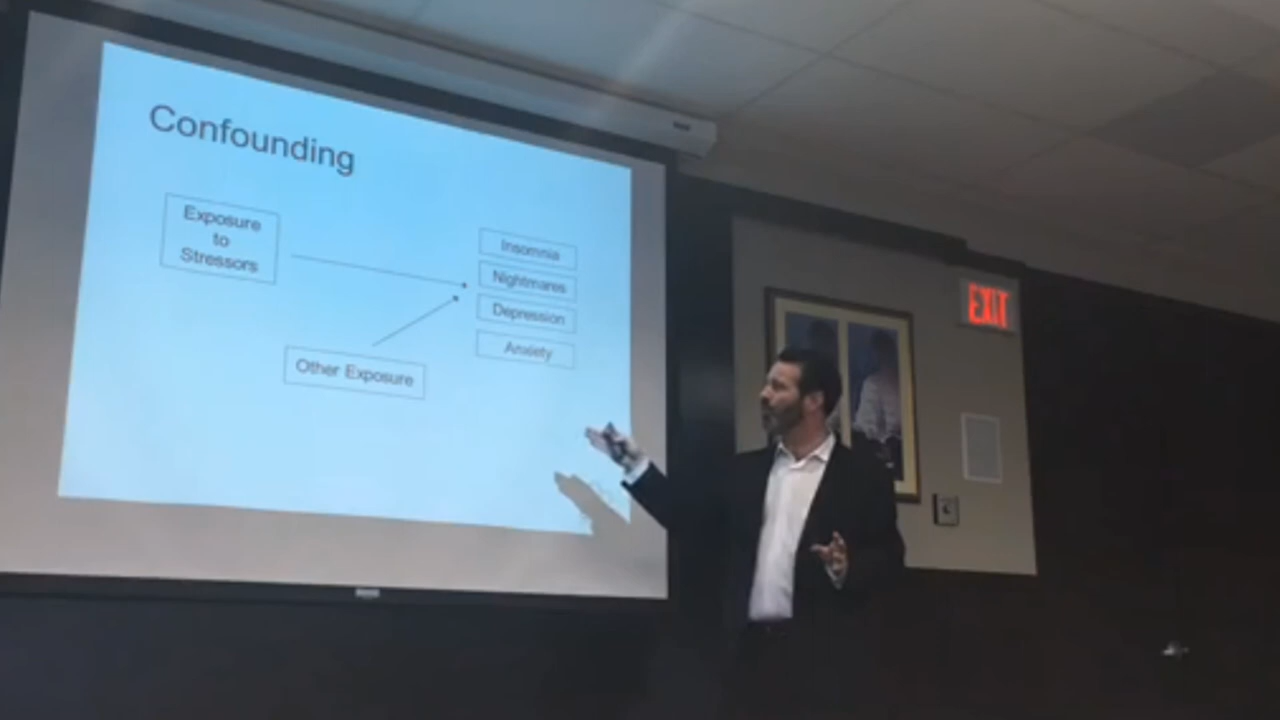 Confounding
Exposure
to
Stressors
Insomnia
Nightmares
Depression
Anxiety
Other Exposure
EXIT